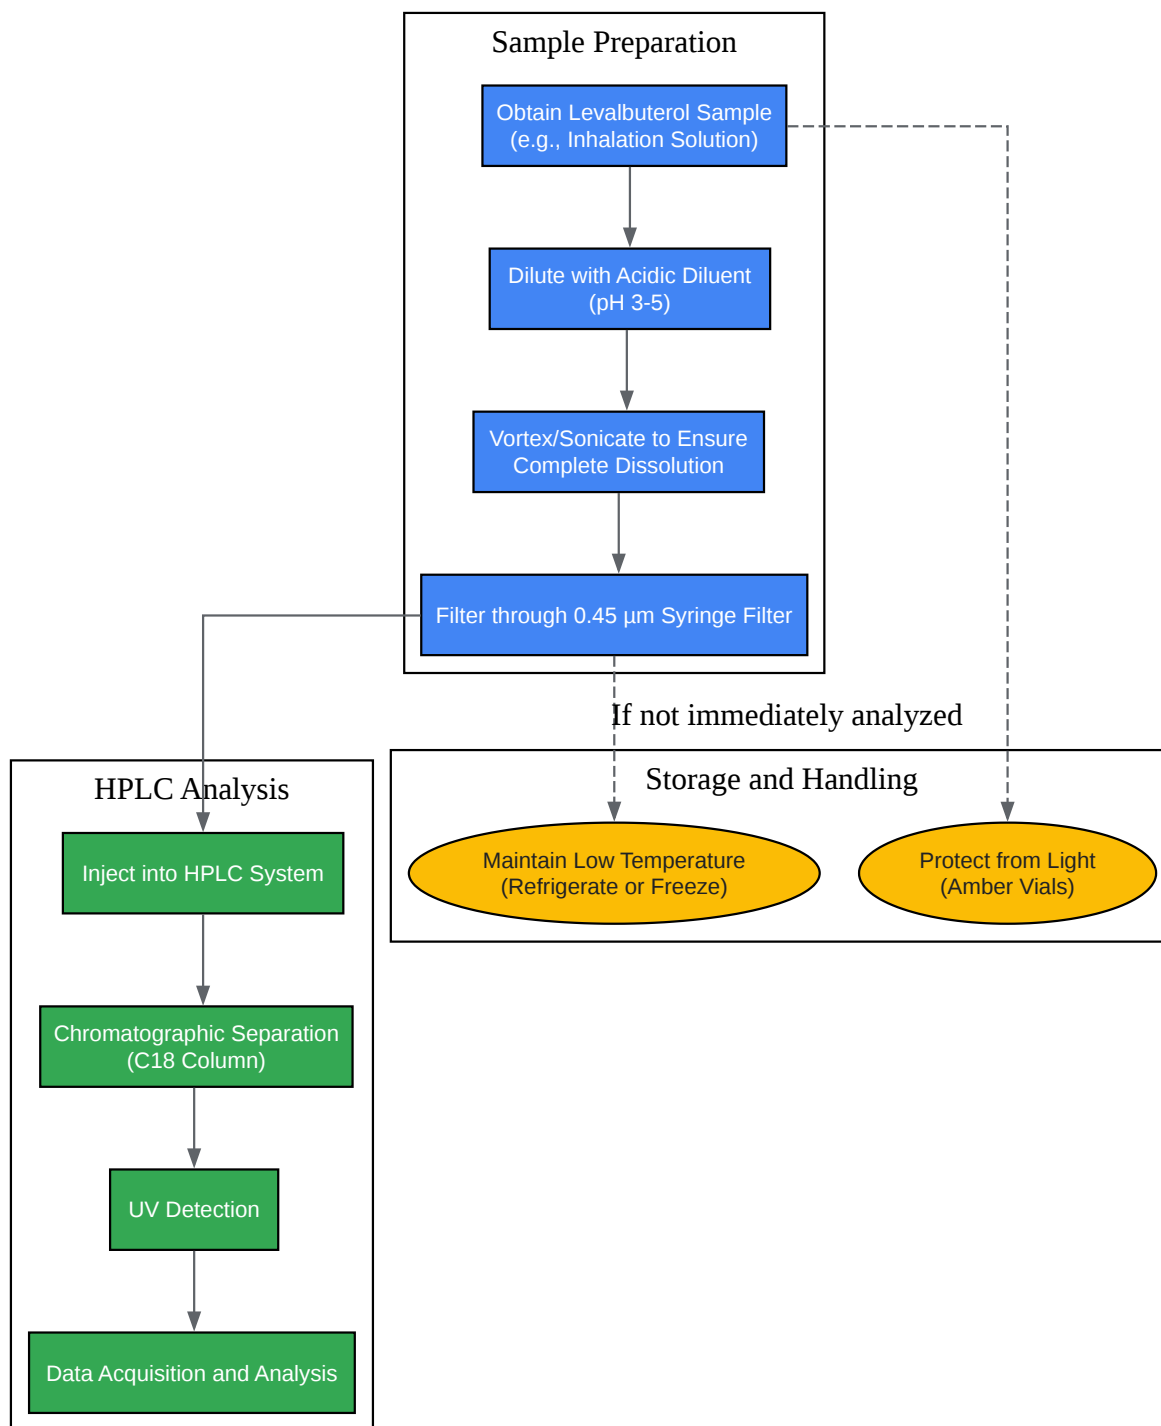 Sample Preparation
Obtain Levalbuterol Sample
(e.g., Inhalation Solution)
Dilute with Acidic Diluent
(pH 3-5)
Vortex/Sonicate to Ensure
Complete Dissolution
Filter through 0.45 µm Syringe Filter
If not immediately analyzed
HPLC Analysis
Inject into HPLC System
Chromatographic Separation
(C18 Column)
UV Detection
Data Acquisition and Analysis
Storage and Handling
Maintain Low Temperature
(Refrigerate or Freeze)
Protect from Light
(Amber Vials)